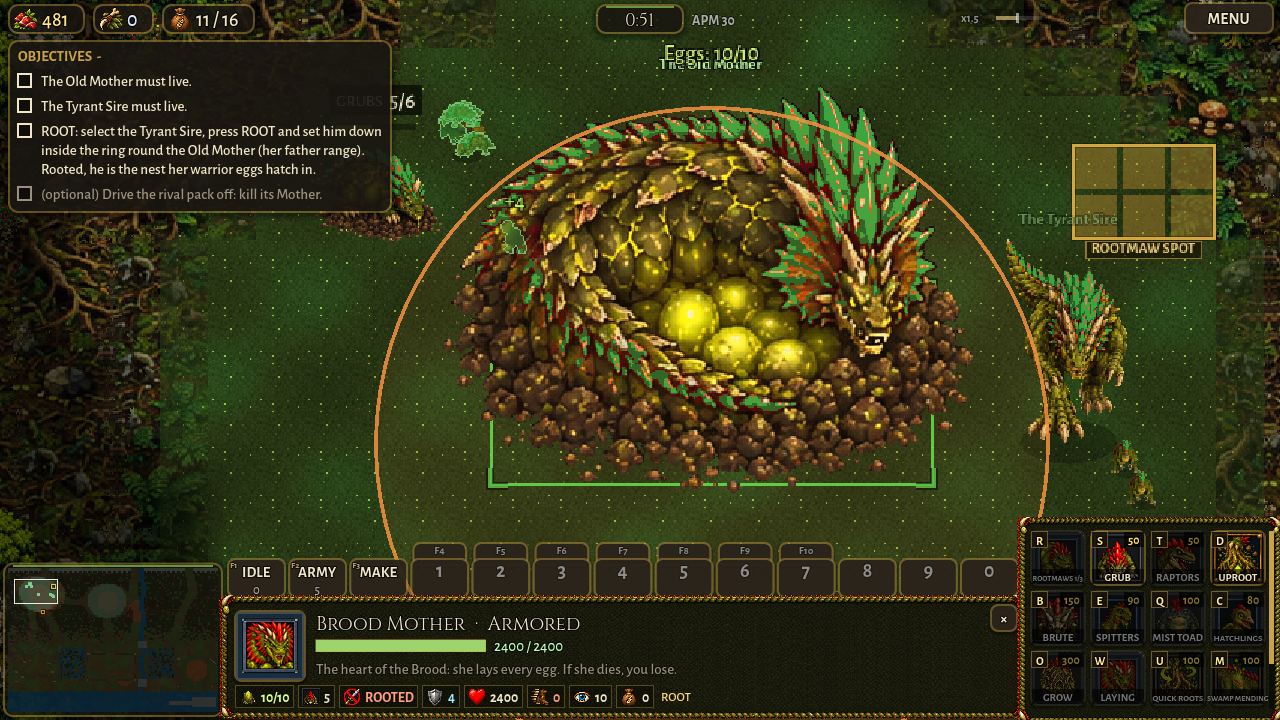 481
0
11 / 16
0:51
APM 30
x1.5
MENU
OBJECTIVES -
The Old Mother must live.
The Tyrant Sire must live.
ROOT: select the Tyrant Sire, press ROOT and set him down
inside the ring round the Old Mother (her father range).
Rooted, he is the nest her warrior eggs hatch in.
(optional) Drive the rival pack off: kill its Mother.
Eggs: 10/10
The Old Mother
GRUBS 5/6
+4
The Tyrant Sire
ROOTMAW SPOT
F1 IDLE
0
F2 ARMY
5
F3 MAKE
F4 1
F5 2
F6 3
F7 4
F8 5
F9 6
F10 7
8
9
0
BROOD MOTHER · ARMORED
2400 / 2400
The heart of the Brood: she lays every egg. If she dies, you lose.
10/10
5
ROOTED
4
2400
0
10
0
ROOT
×
R ROOTMAWS 1/3
S 50 GRUB
T 50 RAPTORS
D UPROOT
B 150 BRUTE
E 90 SPITTERS
Q 100 MIST TOAD
C 80 HATCHLINGS
O 300 GROW
W LAYING
U 100 QUICK ROOTS
M 100 SWAMP MENDING